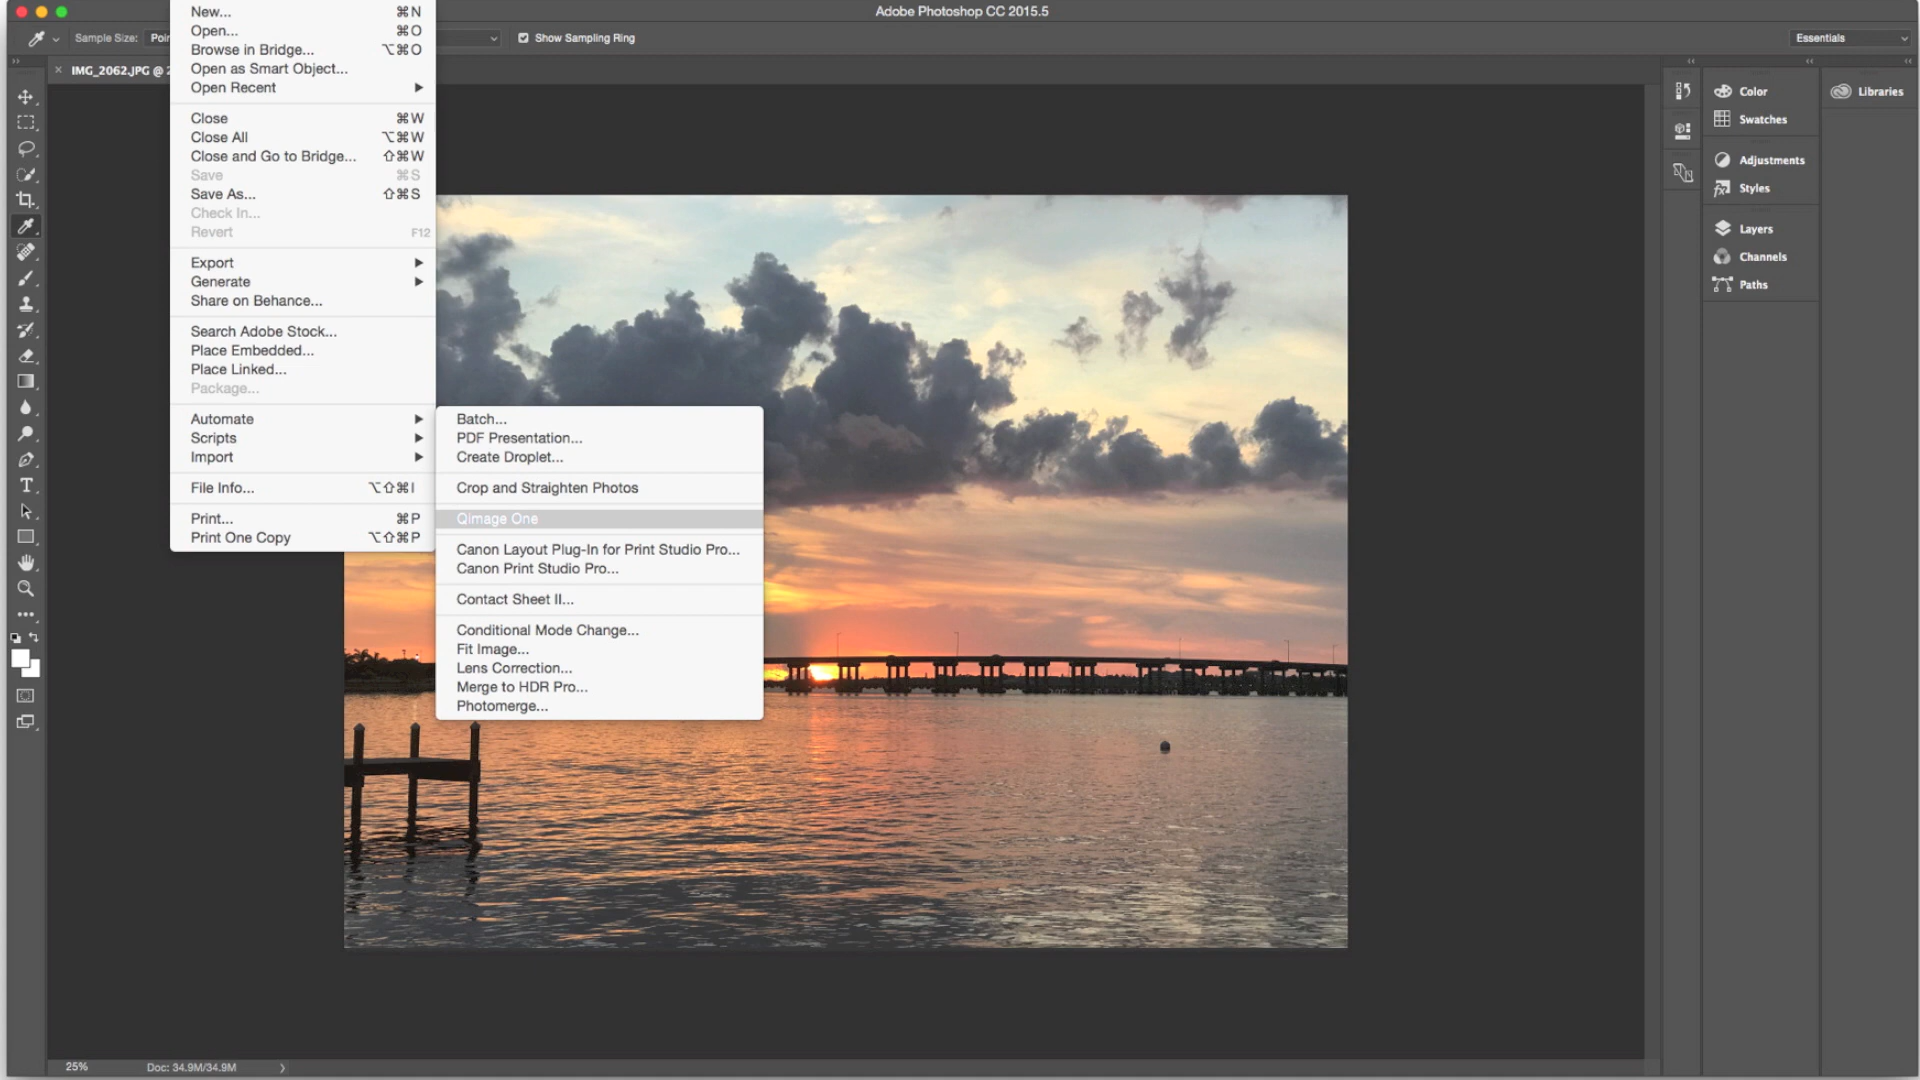 Adobe Photoshop CC 2015.5
Sample Size:
Show Sampling Ring
Essentials
IMG_2062.JPG @
New... ⌘N
Open... ⌘O
Browse in Bridge... ⌥⌘O
Open as Smart Object...
Open Recent
Close ⌘W
Close All ⌥⌘W
Close and Go to Bridge... ⇧⌘W
Save ⌘S
Save As... ⇧⌘S
Check In...
Revert F12
Export
Generate
Share on Behance...
Search Adobe Stock...
Place Embedded...
Place Linked...
Package...
Automate
Scripts
Import
File Info... ⌥⇧⌘I
Print... ⌘P
Print One Copy ⌥⇧⌘P
Batch...
PDF Presentation...
Create Droplet...
Crop and Straighten Photos
Qimage One
Canon Layout Plug-In for Print Studio Pro...
Canon Print Studio Pro...
Contact Sheet II...
Conditional Mode Change...
Fit Image...
Lens Correction...
Merge to HDR Pro...
Photomerge...
Color
Swatches
Adjustments
Styles
Layers
Channels
Paths
Libraries
25%
Doc: 34.9M/34.9M